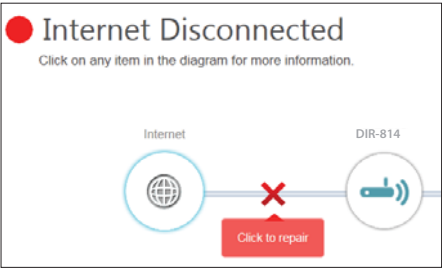 Internet Disconnected
Click on any item in the diagram for more information.
Internet
DIR-814
Click to repair